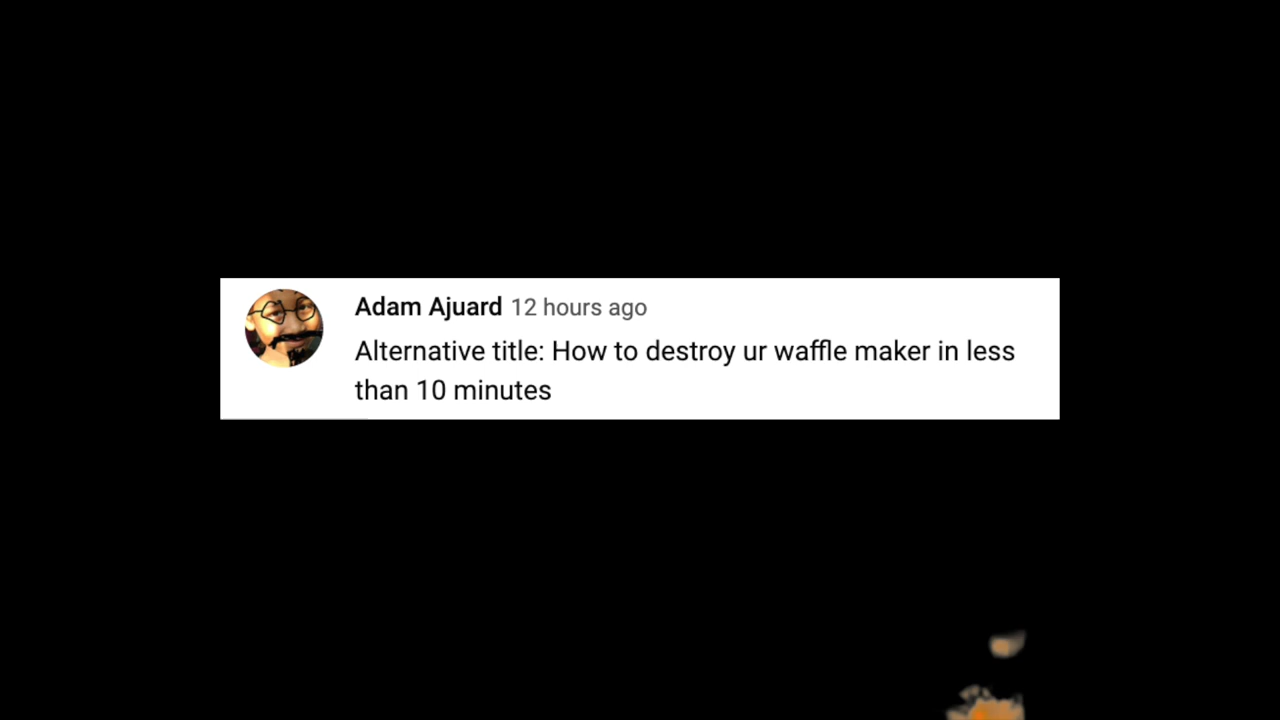 Adam Ajuard 12 hours ago
Alternative title: How to destroy ur waffle maker in less
than 10 minutes